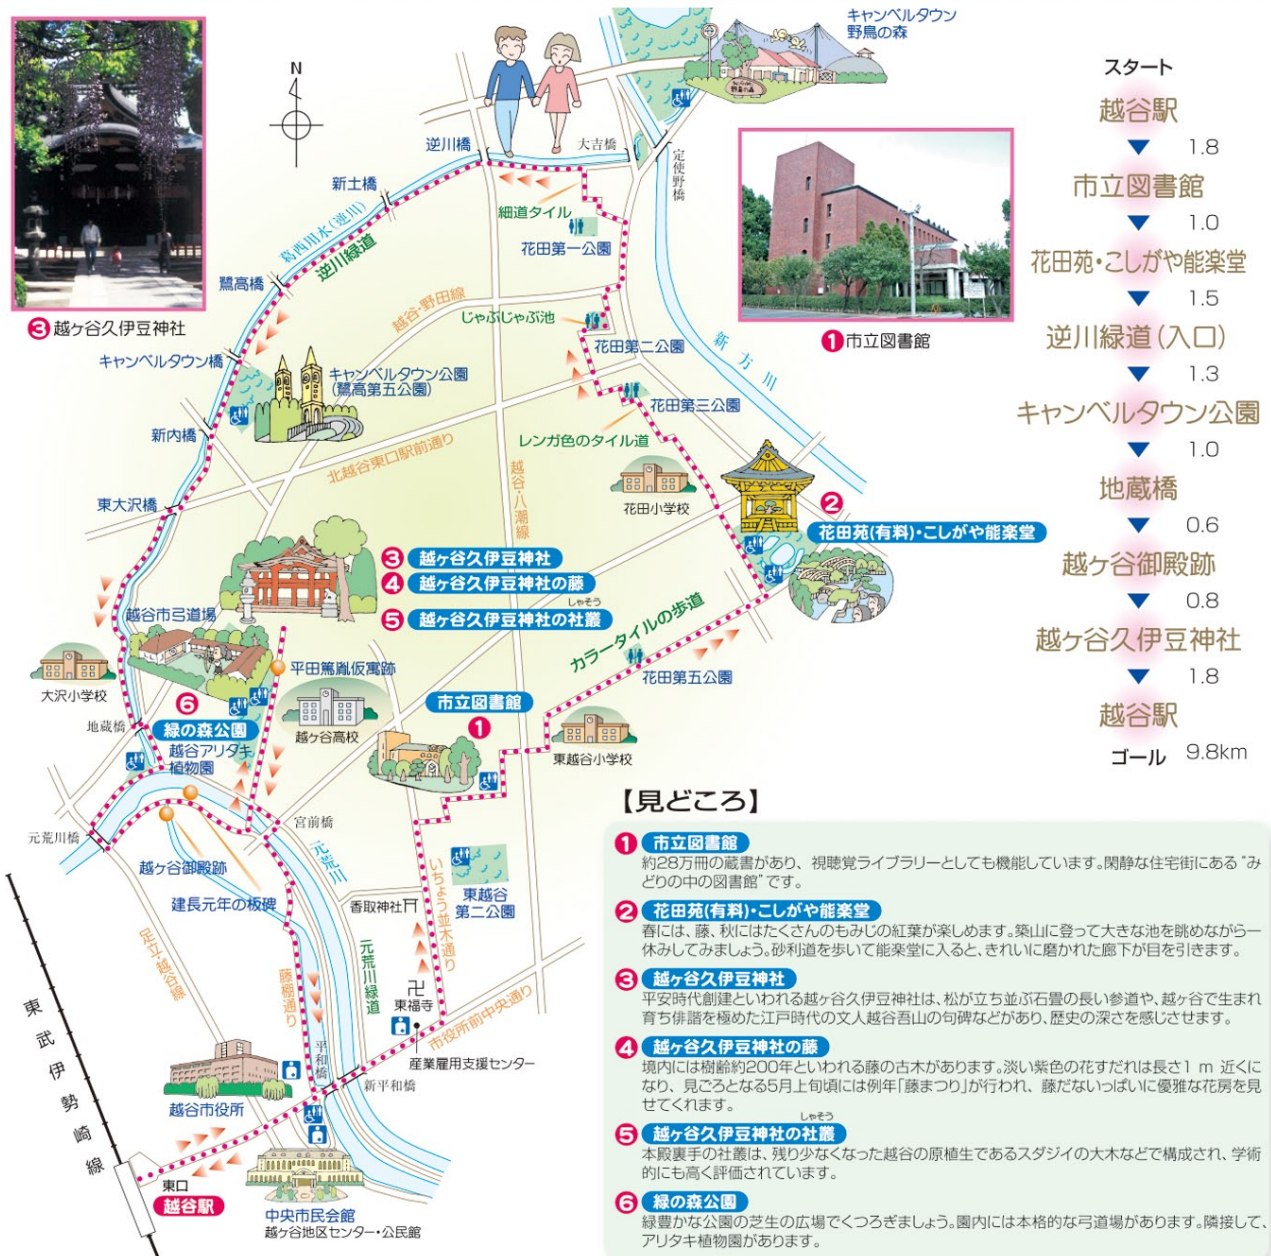 キャンベルタウン
野鳥の森
N
逆川橋
大吉橋
定使野橋
新土橋
葛西用水(逆川)
逆川緑道
細道タイル
花田第一公園
鷺高橋
越谷・野田線
じゃぶじゃぶ池
花田第二公園
新方川
③越ヶ谷久伊豆神社
①市立図書館
キャンベルタウン橋
キャンベルタウン公園
(鷺高第五公園)
花田第三公園
レンガ色のタイル道
新内橋
北越谷東口駅前通り
越谷・八潮線
東大沢橋
花田小学校
②
花田苑(有料)・こしがや能楽堂
③越ヶ谷久伊豆神社
④越ヶ谷久伊豆神社の藤
しゃそう
⑤越ヶ谷久伊豆神社の社叢
カラータイルの歩道
花田第五公園
越谷市弓道場
平田篤胤仮寓跡
大沢小学校
⑥
緑の森公園
越谷アリタキ
植物園
越ヶ谷高校
市立図書館
①
東越谷小学校
地蔵橋
元荒川橋
宮前橋
元荒川
越ヶ谷御殿跡
建長元年の板碑
いちょう並木通り
東越谷
第二公園
香取神社
足立・越谷線
藤棚通り
元荒川緑道
卍
東福寺
市役所前中央通り
産業雇用支援センター
平和橋
新平和橋
越谷市役所
東武伊勢崎線
東口
越谷駅
中央市民会館
越ヶ谷地区センター・公民館
スタート
越谷駅
▼ 1.8
市立図書館
▼ 1.0
花田苑・こしがや能楽堂
▼ 1.5
逆川緑道(入口)
▼ 1.3
キャンベルタウン公園
▼ 1.0
地蔵橋
▼ 0.6
越ヶ谷御殿跡
▼ 0.8
越ヶ谷久伊豆神社
▼ 1.8
越谷駅
ゴール 9.8km
【見どころ】
①市立図書館
約28万冊の蔵書があり、視聴覚ライブラリーとしても機能しています。閑静な住宅街にある“み
どりの中の図書館”です。
②花田苑(有料)・こしがや能楽堂
春には、藤、秋にはたくさんのもみじの紅葉が楽しめます。築山に登って大きな池を眺めながら一
休みしてみましょう。砂利道を歩いて能楽堂に入ると、きれいに磨かれた廊下が目を引きます。
③越ヶ谷久伊豆神社
平安時代創建といわれる越ヶ谷久伊豆神社は、松が立ち並ぶ石畳の長い参道や、越ヶ谷で生まれ
育ち俳諧を極めた江戸時代の文人越谷吾山の句碑などがあり、歴史の深さを感じさせます。
④越ヶ谷久伊豆神社の藤
境内には樹齢約200年といわれる藤の古木があります。淡い紫色の花すだれは長さ1m近くに
なり、見ごろとなる5月上旬頃には例年「藤まつり」が行われ、藤だないっぱいに優雅な花房を見
せてくれます。
しゃそう
⑤越ヶ谷久伊豆神社の社叢
本殿裏手の社叢は、残り少なくなった越谷の原植生であるスダジイの大木などで構成され、学術
的にも高く評価されています。
⑥緑の森公園
緑豊かな公園の芝生の広場でくつろぎましょう。園内には本格的な弓道場があります。隣接して、
アリタキ植物園があります。